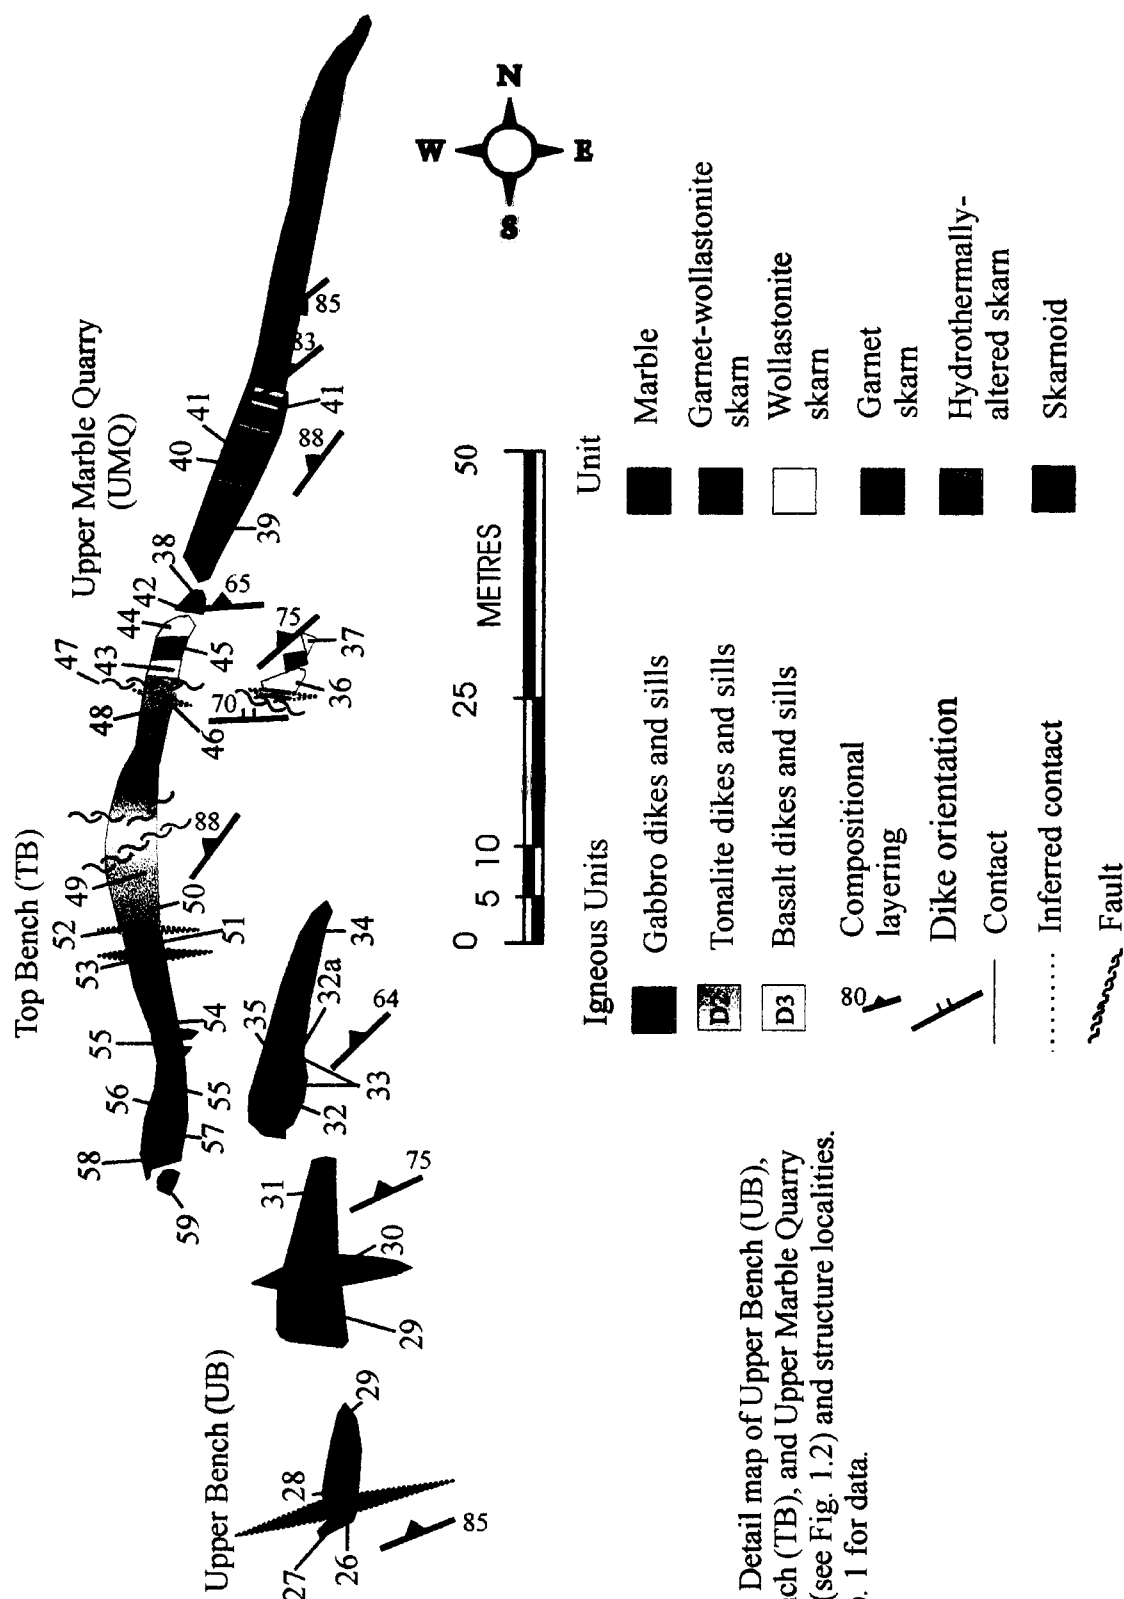 N
W
E
S
Upper Marble Quarry
(UMQ)
85
83
41
41
40
88
39
38
42
65
44
75
37
45
43
47
36
70
48
46
Top Bench (TB)
88
49
50
52
51
53
34
32a
54
35
64
55
33
56
55
32
57
58
59
75
31
30
29
Upper Bench (UB)
29
28
85
27
26
METRES
0
5
10
25
50
Igneous Units
Gabbro dikes and sills
D2
Tonalite dikes and sills
D3
Basalt dikes and sills
80
Compositional
layering
Dike orientation
Contact
Inferred contact
Fault
Unit
Marble
Garnet-wollastonite
skarn
Wollastonite
skarn
Garnet
skarn
Hydrothermally-
altered skarn
Skarnoid
Detail map of Upper Bench (UB),
ch (TB), and Upper Marble Quarry
(see Fig. 1.2) and structure localities.
. 1 for data.